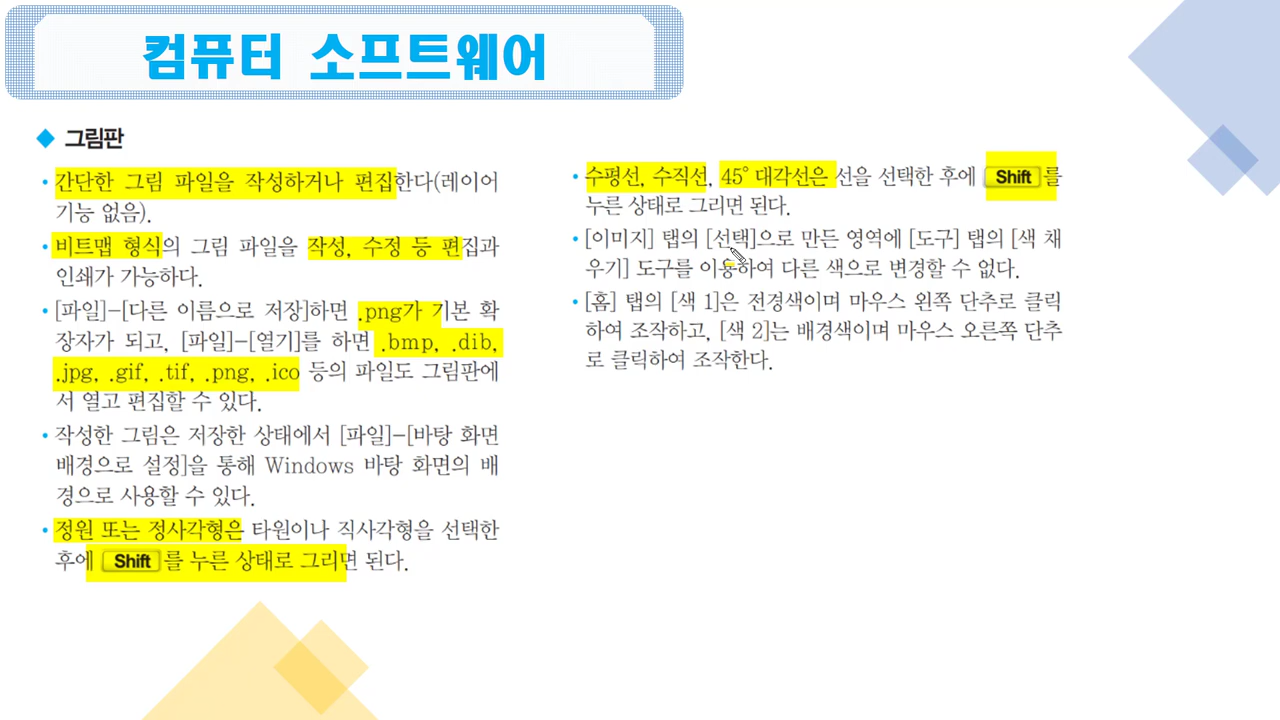 컴퓨터 소프트웨어
◆ 그림판
• 간단한 그림 파일을 작성하거나 편집한다(레이어
기능 없음).
• 비트맵 형식의 그림 파일을 작성, 수정 등 편집과
인쇄가 가능하다.
• [파일]-[다른 이름으로 저장]하면 .png가 기본 확
장자가 되고, [파일]-[열기]를 하면 .bmp, .dib,
.jpg, .gif, .tif, .png, .ico 등의 파일도 그림판에
서 열고 편집할 수 있다.
• 작성한 그림은 저장한 상태에서 [파일]-[바탕 화면
배경으로 설정]을 통해 Windows 바탕 화면의 배
경으로 사용할 수 있다.
• 정원 또는 정사각형은 타원이나 직사각형을 선택한
후에 Shift 를 누른 상태로 그리면 된다.
• 수평선, 수직선, 45° 대각선은 선을 선택한 후에 Shift 를
누른 상태로 그리면 된다.
• [이미지] 탭의 [선택]으로 만든 영역에 [도구] 탭의 [색 채
우기] 도구를 이용하여 다른 색으로 변경할 수 없다.
• [홈] 탭의 [색 1]은 전경색이며 마우스 왼쪽 단추로 클릭
하여 조작하고, [색 2]는 배경색이며 마우스 오른쪽 단추
로 클릭하여 조작한다.